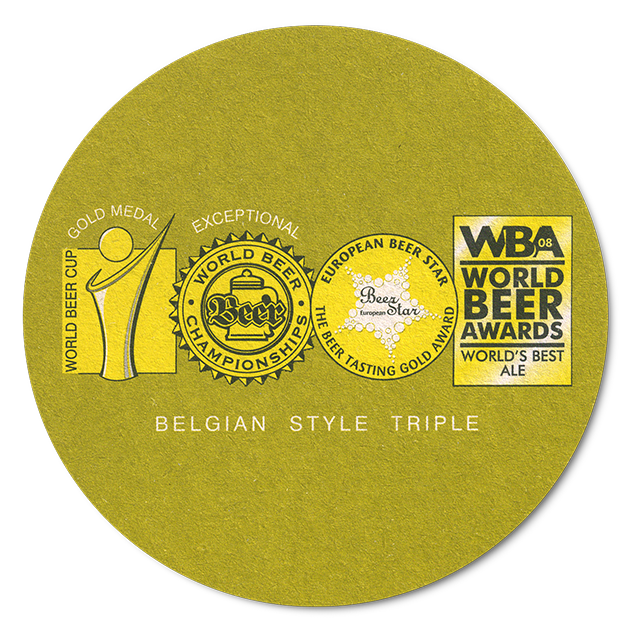 GOLD MEDAL
WORLD BEER CUP
EXCEPTIONAL
WORLD BEER
Beer
CHAMPIONSHIPS
EUROPEAN BEER STAR
Beer
European Star
THE BEER TASTING GOLD AWARD
WBA 08
WORLD
BEER
AWARDS
WORLD'S BEST
ALE
BELGIAN STYLE TRIPLE